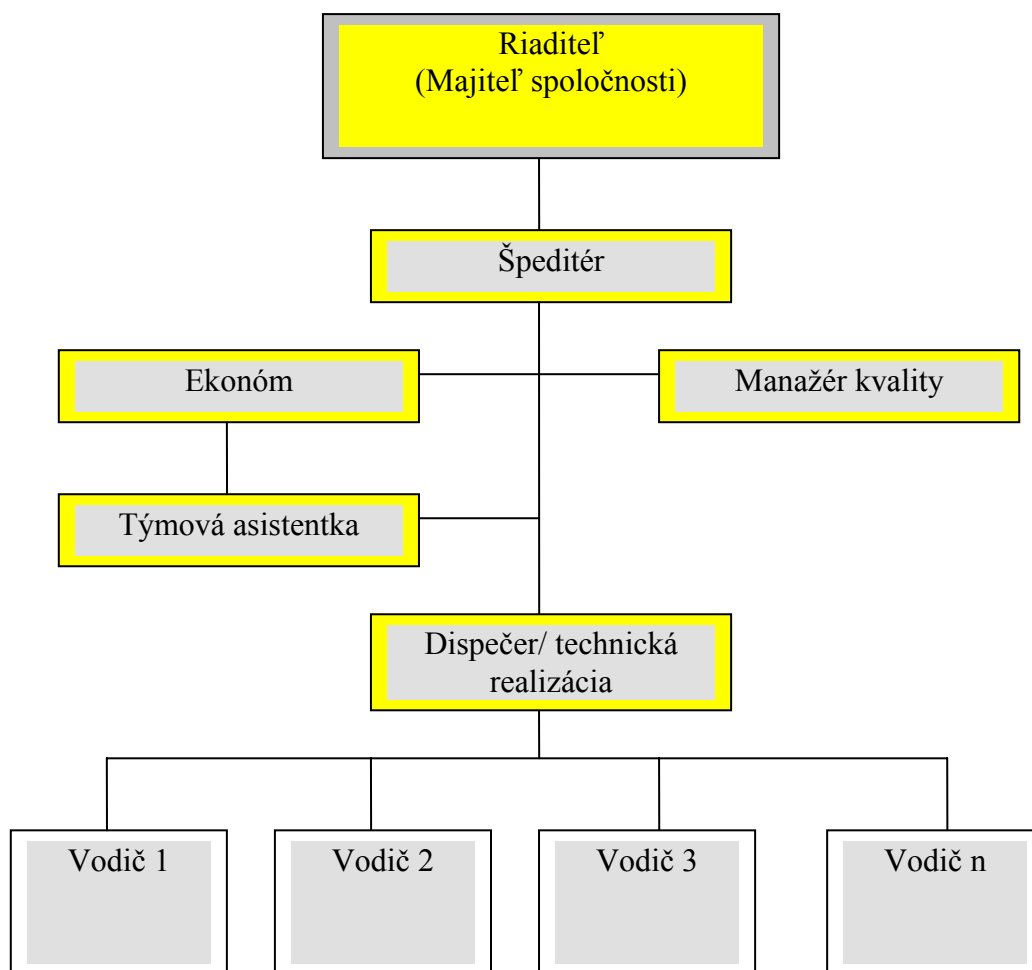 Riaditeľ
(Majiteľ spoločnosti)
Špeditér
Ekonóm
Manažér kvality
Týmová asistentka
Dispečer/ technická
realizácia
Vodič 1
Vodič 2
Vodič 3
Vodič n